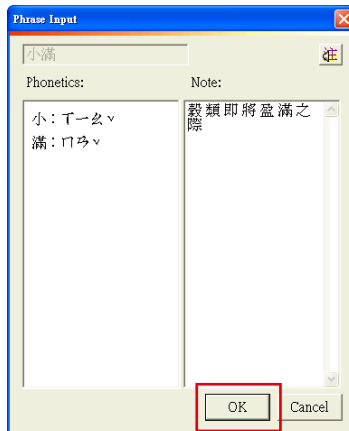 Phrase Input
小滿
注
Phonetics:
Note:
小：ㄒㄧㄠˇ
滿：ㄇㄢˇ
穀類即將盈滿之
際
OK
Cancel